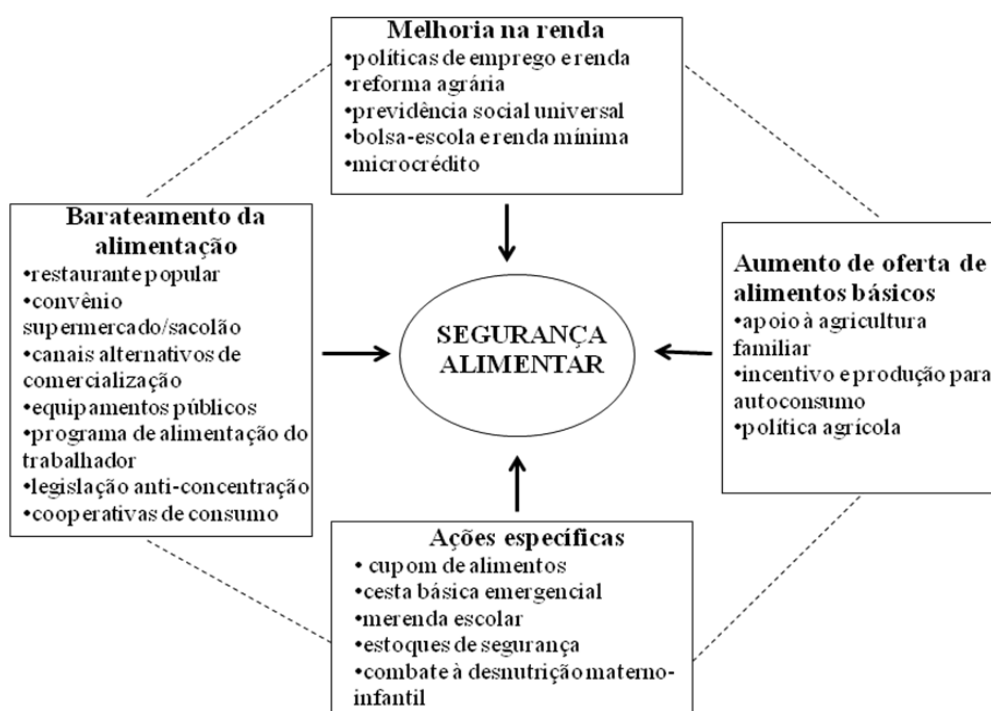 Melhoria na renda
•políticas de emprego e renda
•reforma agrária
•previdência social universal
•bolsa-escola e renda mínima
•microcrédito
Barateamento da
alimentação
•restaurante popular
•convênio
supermercado/sacolão
•canais alternativos de
comercialização
•equipamentos públicos
•programa de alimentação do
trabalhador
•legislação anti-concentração
•cooperativas de consumo
SEGURANÇA
ALIMENTAR
Aumento de oferta de
alimentos básicos
•apoio à agricultura
familiar
•incentivo e produção para
autoconsumo
•política agrícola
Ações específicas
• cupom de alimentos
•cesta básica emergencial
•merenda escolar
•estoques de segurança
•combate à desnutrição materno-
infantil